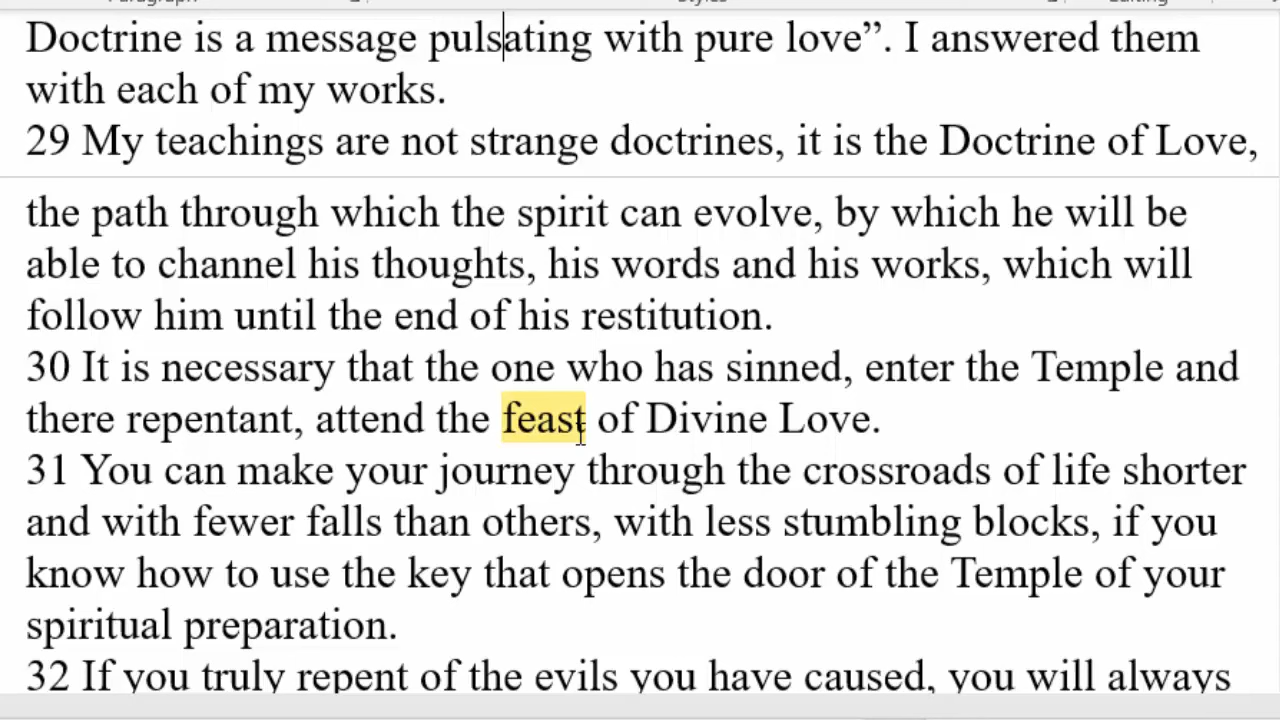 Doctrine is a message pulsating with pure love”. I answered them
with each of my works.
29 My teachings are not strange doctrines, it is the Doctrine of Love,
the path through which the spirit can evolve, by which he will be
able to channel his thoughts, his words and his works, which will
follow him until the end of his restitution.
30 It is necessary that the one who has sinned, enter the Temple and
there repentant, attend the feast of Divine Love.
31 You can make your journey through the crossroads of life shorter
and with fewer falls than others, with less stumbling blocks, if you
know how to use the key that opens the door of the Temple of your
spiritual preparation.
32 If you truly repent of the evils you have caused, you will always